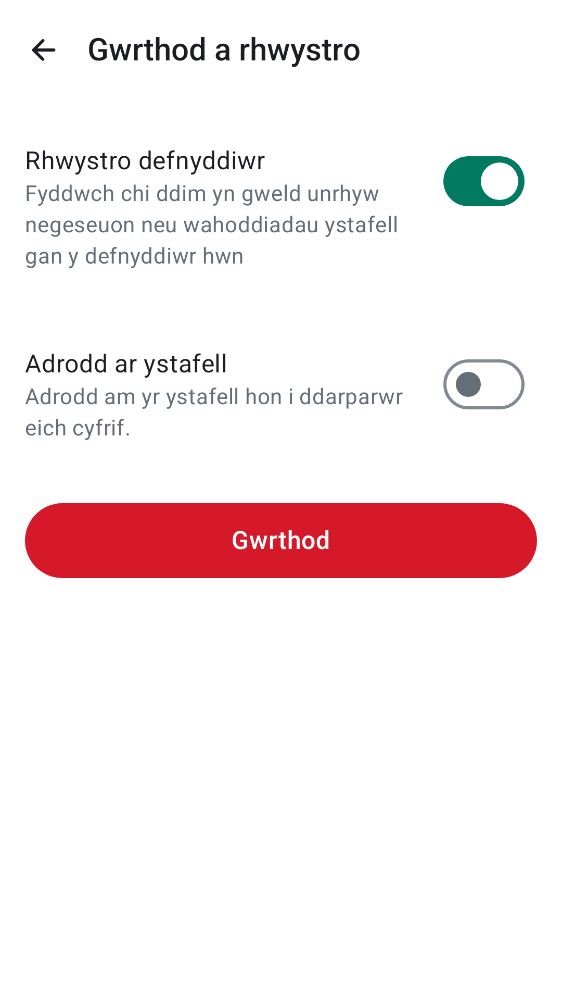 Gwrthod a rhwystro
Rhwystro defnyddiwr
Fyddwch chi ddim yn gweld unrhyw
negeseuon neu wahoddiadau ystafell
gan y defnyddiwr hwn
Adrodd ar ystafell
Adrodd am yr ystafell hon i ddarparwr
eich cyfrif.
Gwrthod